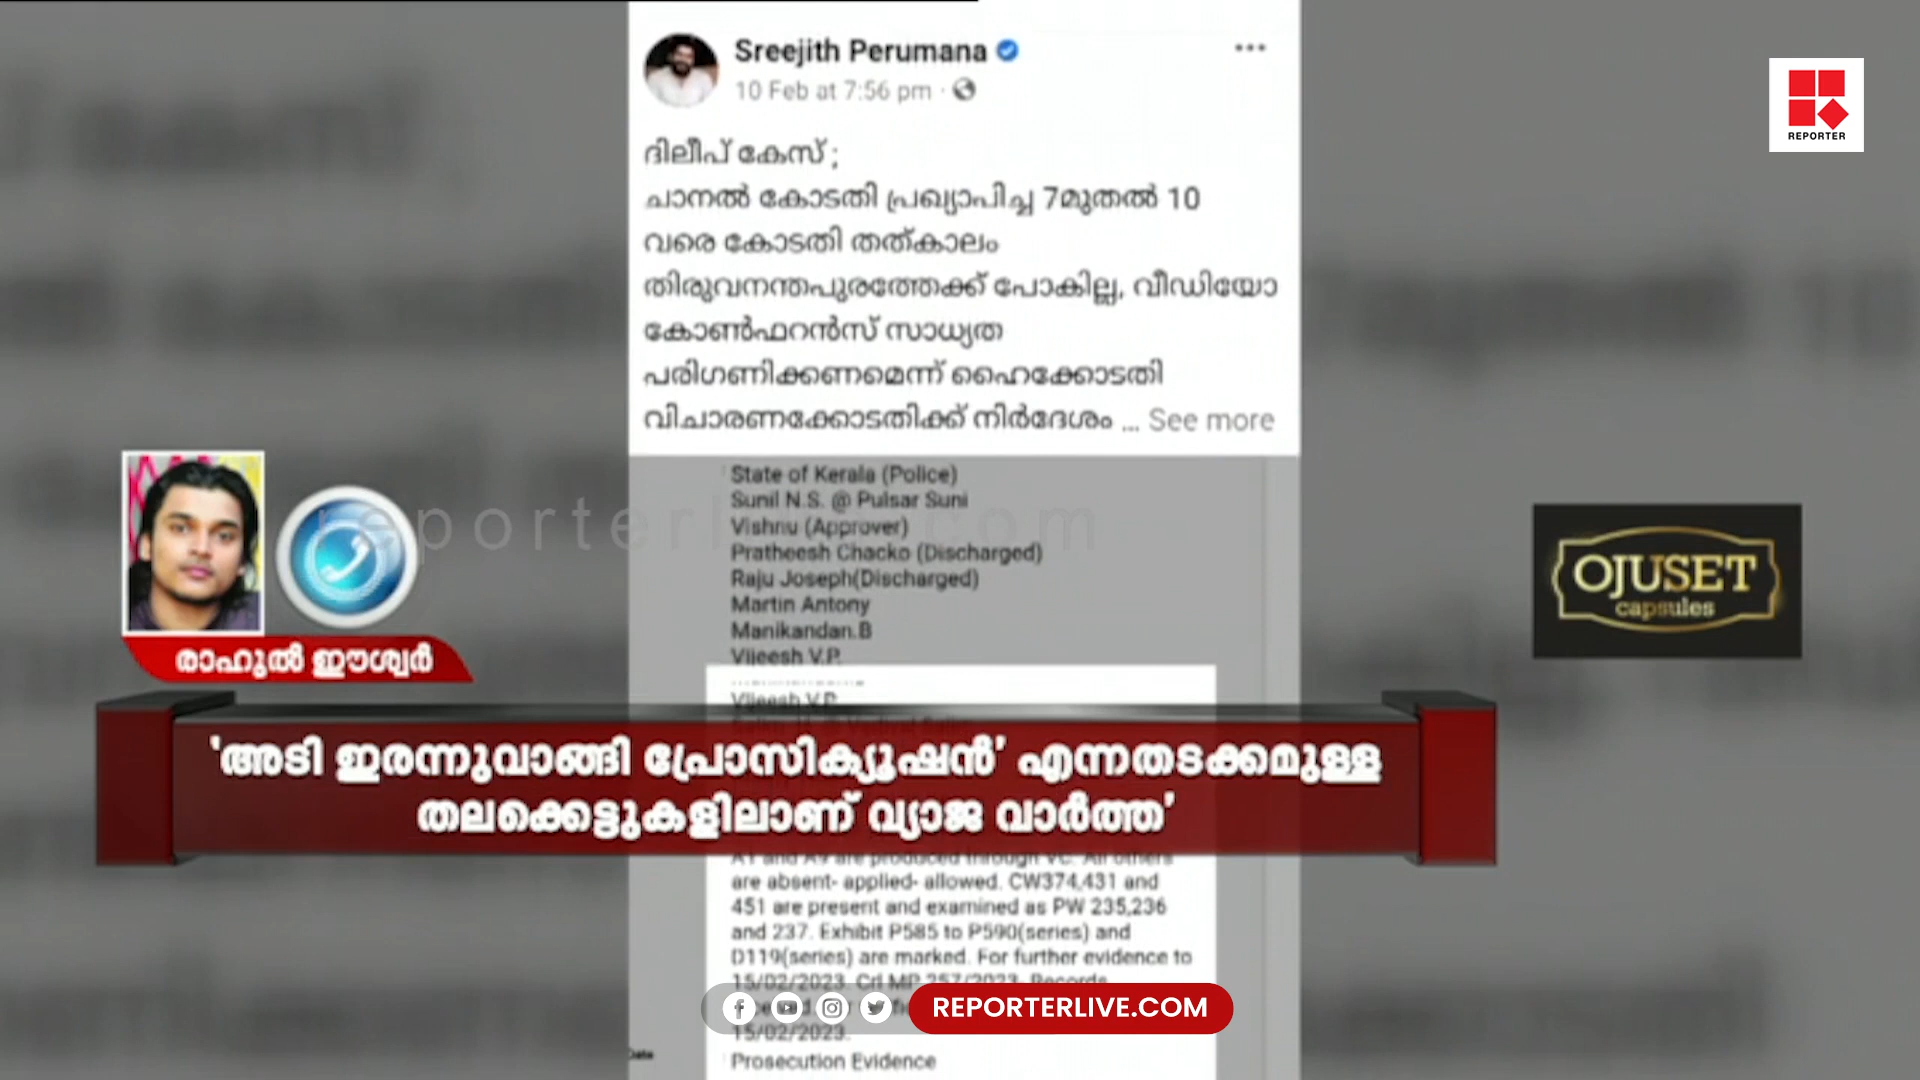 Sreejith Perumana
10 Feb at 7:56 pm ·
REPORTER
ദിലീപ് കേസ് ;
ചാനൽ കോടതി പ്രഖ്യാപിച്ച 7മുതൽ 10
വരെ കോടതി തത്കാലം
തിരുവനന്തപുരത്തേക്ക് പോകില്ല, വീഡിയോ
കോൺഫറൻസ് സാധ്യത
പരിഗണിക്കണമെന്ന് ഹൈക്കോടതി
വിചാരണക്കോടതിക്ക് നിർദേശം ... See more
State of Kerala (Police)
Sunil N.S. @ Pulsar Suni
Vishnu (Approver)
Pratheesh Chacko (Discharged)
Raju Joseph(Discharged)
Martin Antony
Manikandan.B
Vijeesh V.P.
reporterlive.com
OJUSET
capsules
രാഹുൽ ഈശ്വർ
Vijeesh V.P.
'അടി ഇരന്നുവാങ്ങി പ്രോസിക്യൂഷൻ' എന്നതടക്കമുള്ള
തലക്കെട്ടുകളിലാണ് വ്യാജ വാർത്ത'
A1 and A9 are produced through VC. All others
are absent- applied- allowed. CW374,431 and
451 are present and examined as PW 235,236
and 237. Exhibit P585 to P590(series) and
D119(series) are marked. For further evidence to
15/02/2023. Crl MP 257/2023- Records
REPORTERLIVE.COM
15/02/2023.
Date
Prosecution Evidence